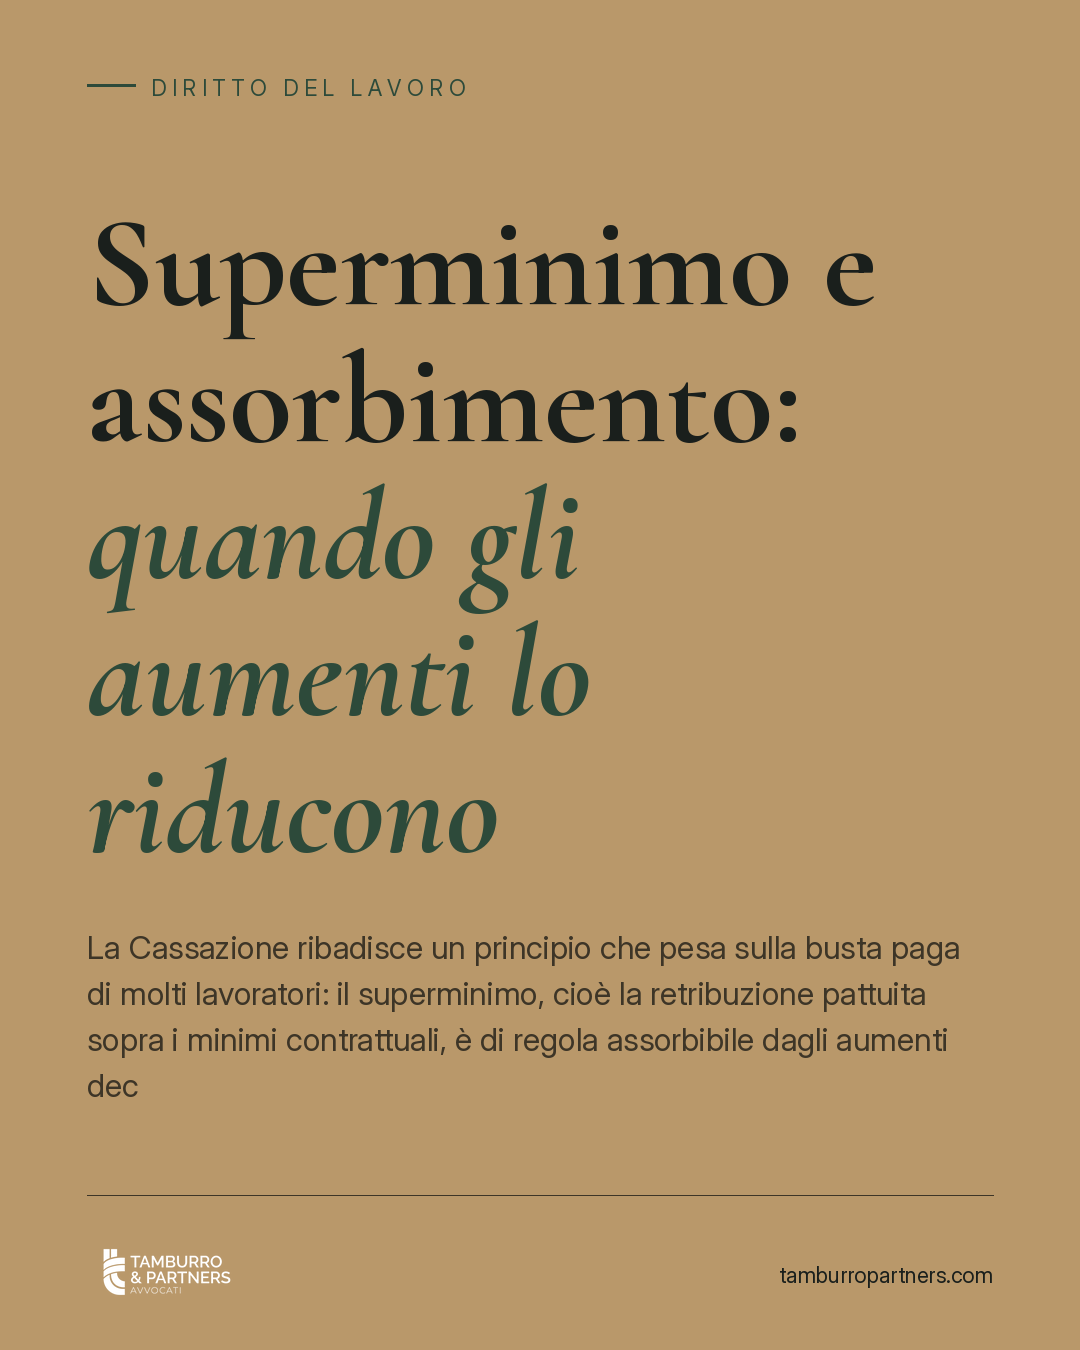 DIRITTO DEL LAVORO
Superminimo e
assorbimento:
quando gli
aumenti lo
riducono
La Cassazione ribadisce un principio che pesa sulla busta paga
di molti lavoratori: il superminimo, cioè la retribuzione pattuita
sopra i minimi contrattuali, è di regola assorbibile dagli aumenti
dec
TAMBURRO
& PARTNERS
AVVOCATI
tamburropartners.com